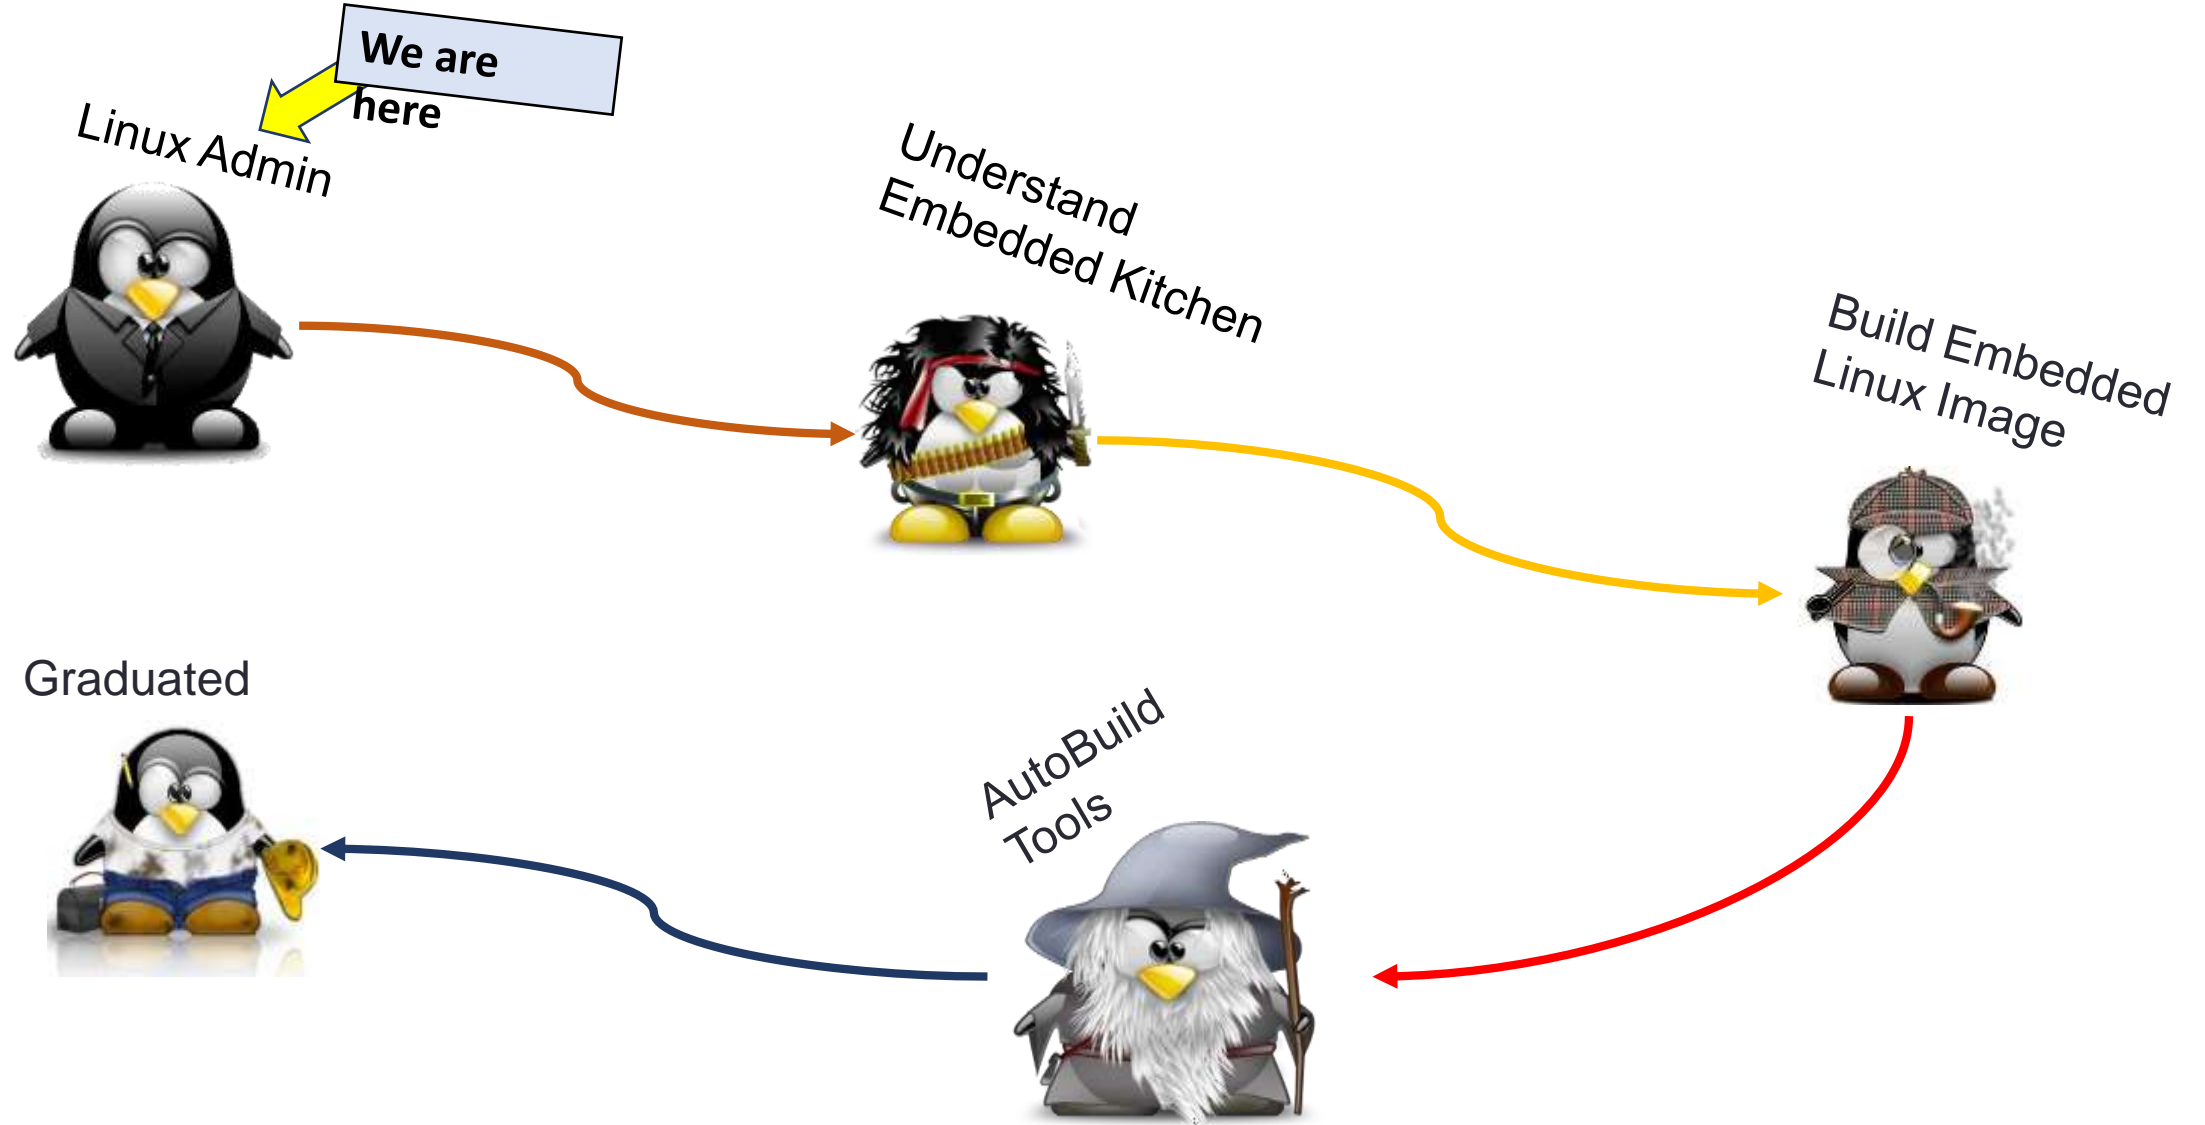 We are
here
Linux Admin
Understand
Embedded Kitchen
Build Embedded
Linux Image
Graduated
AutoBuild
Tools